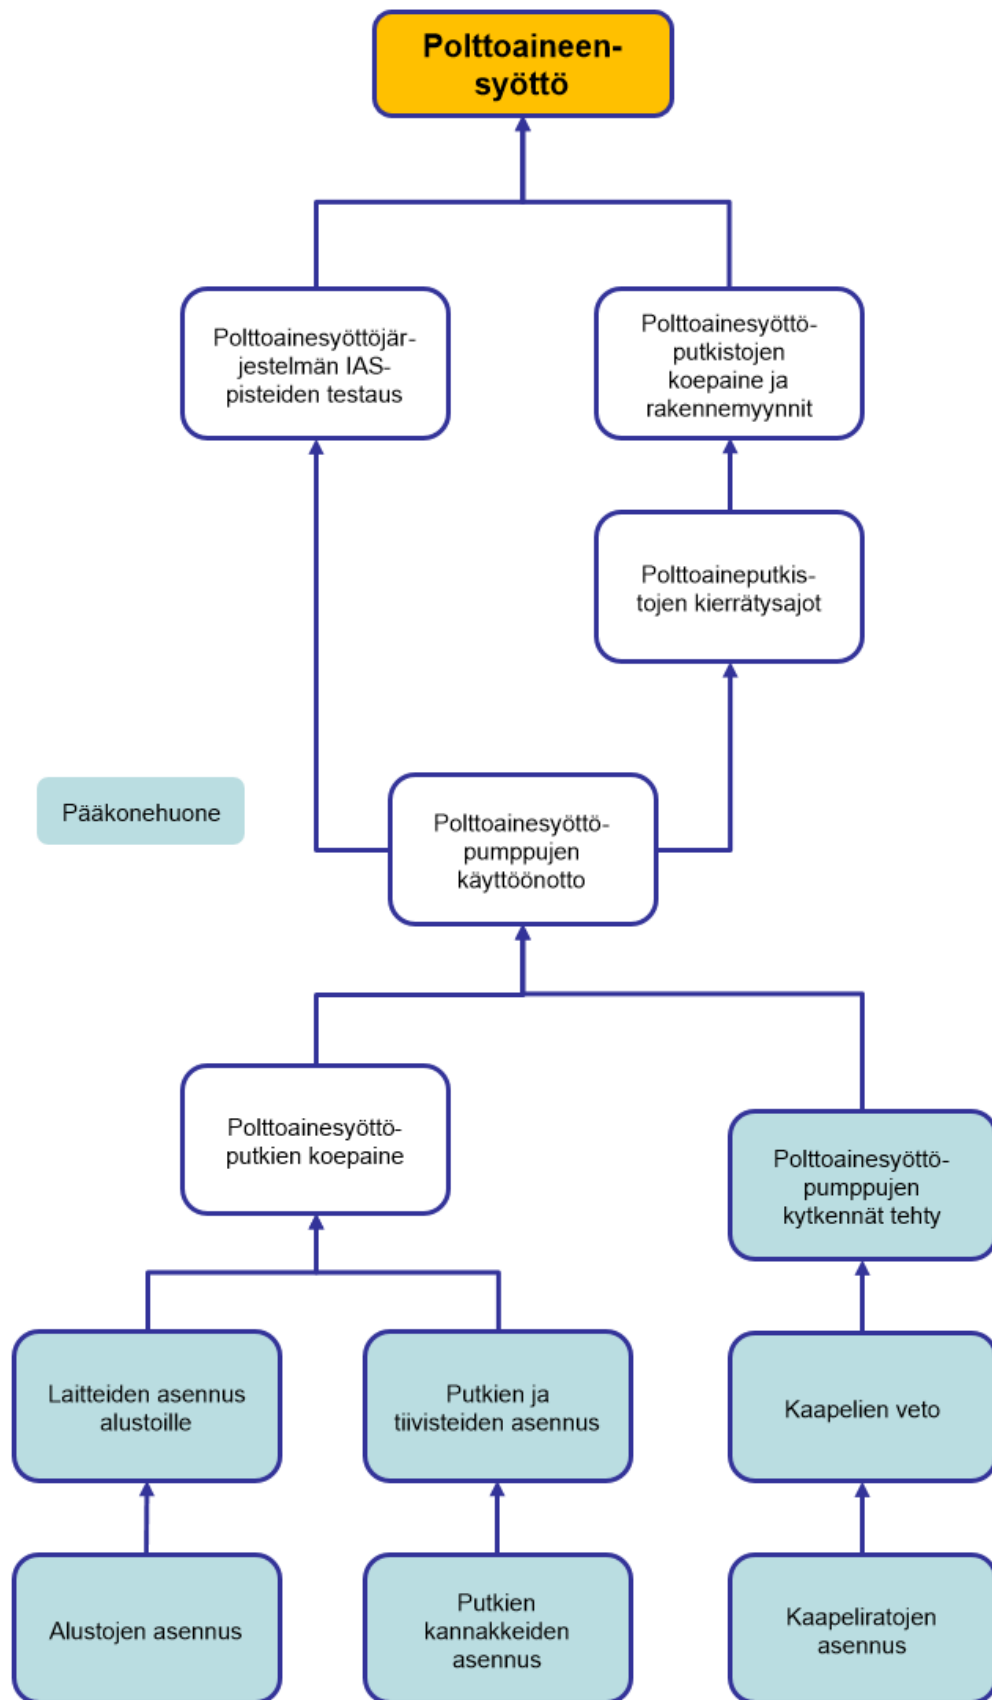 Polttoaineen-
syöttö
Polttoainesyöttöjär-
jestelmän IAS-
pisteiden testaus
Polttoainesyöttö-
putkistojen
koepaine ja
rakennemyynnit
Polttoaineputkis-
tojen kierrätysajot
Pääkonehuone
Polttoainesyöttö-
pumppujen
käyttöönotto
Polttoainesyöttö-
putkien koepaine
Polttoainesyöttö-
pumppujen
kytkennät tehty
Laitteiden asennus
alustoille
Putkien ja
tiivisteiden asennus
Kaapelien veto
Alustojen asennus
Putkien
kannakkeiden
asennus
Kaapeliratojen
asennus